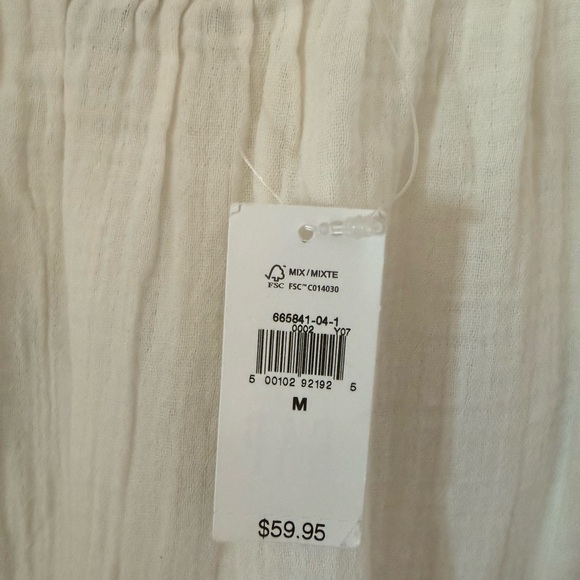 MIX/MIXTE
FSC FSC™ C014030
665841-04-1
0002 Y07
5 00102 92192 5
M
$59.95